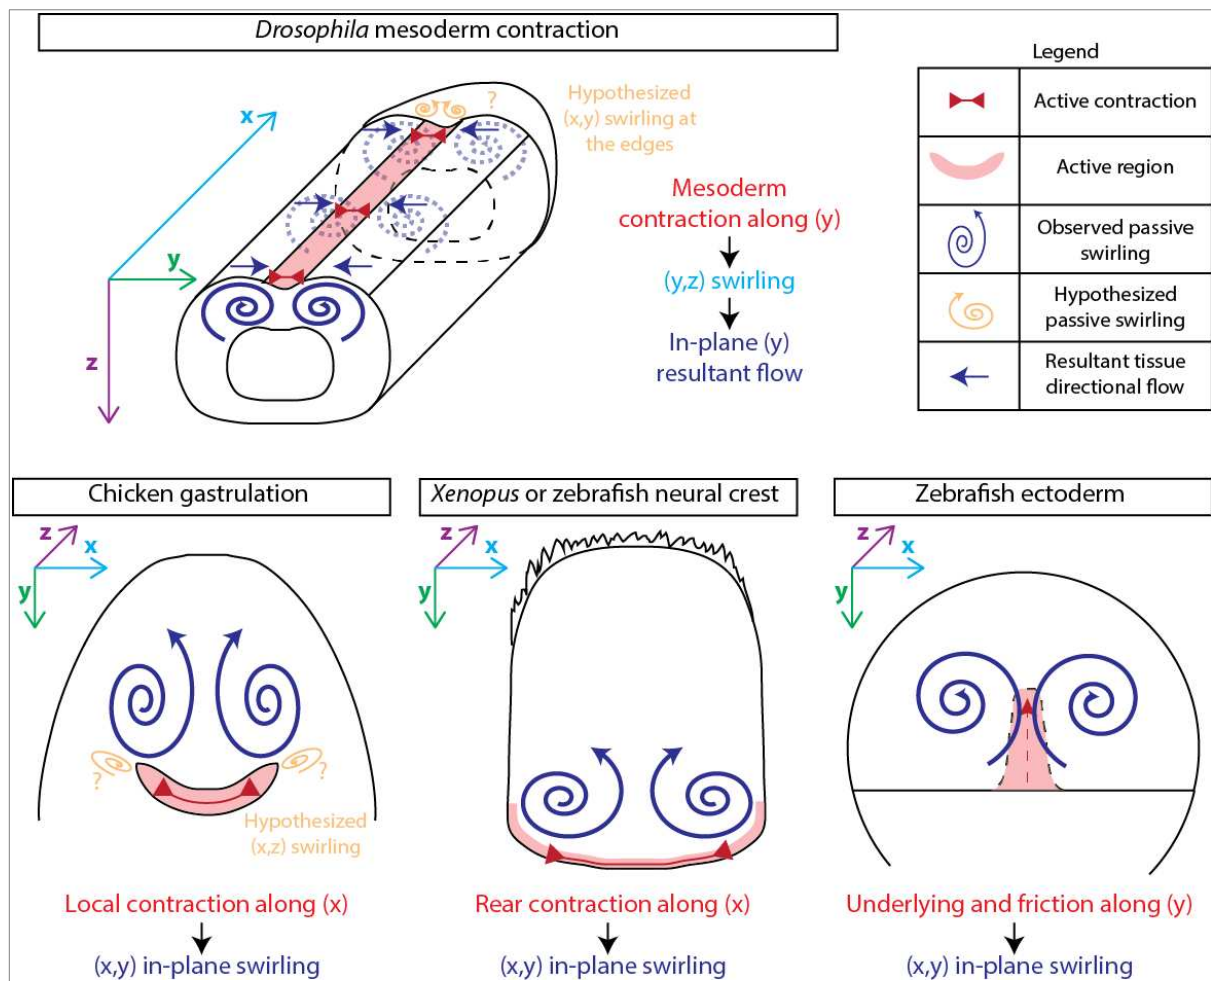 Drosophila mesoderm contraction
x
y
z
?
Hypothesized
(x,y) swirling at
the edges
Mesoderm
contraction along (y)
(y,z) swirling
In-plane (y)
resultant flow
Legend
Active contraction
Active region
Observed passive
swirling
Hypothesized
passive swirling
Resultant tissue
directional flow
Chicken gastrulation
z
x
y
?
?
Hypothesized
(x,z) swirling
Local contraction along (x)
(x,y) in-plane swirling
Xenopus or zebrafish neural crest
z
x
y
Rear contraction along (x)
(x,y) in-plane swirling
Zebrafish ectoderm
z
x
y
Underlying and friction along (y)
(x,y) in-plane swirling